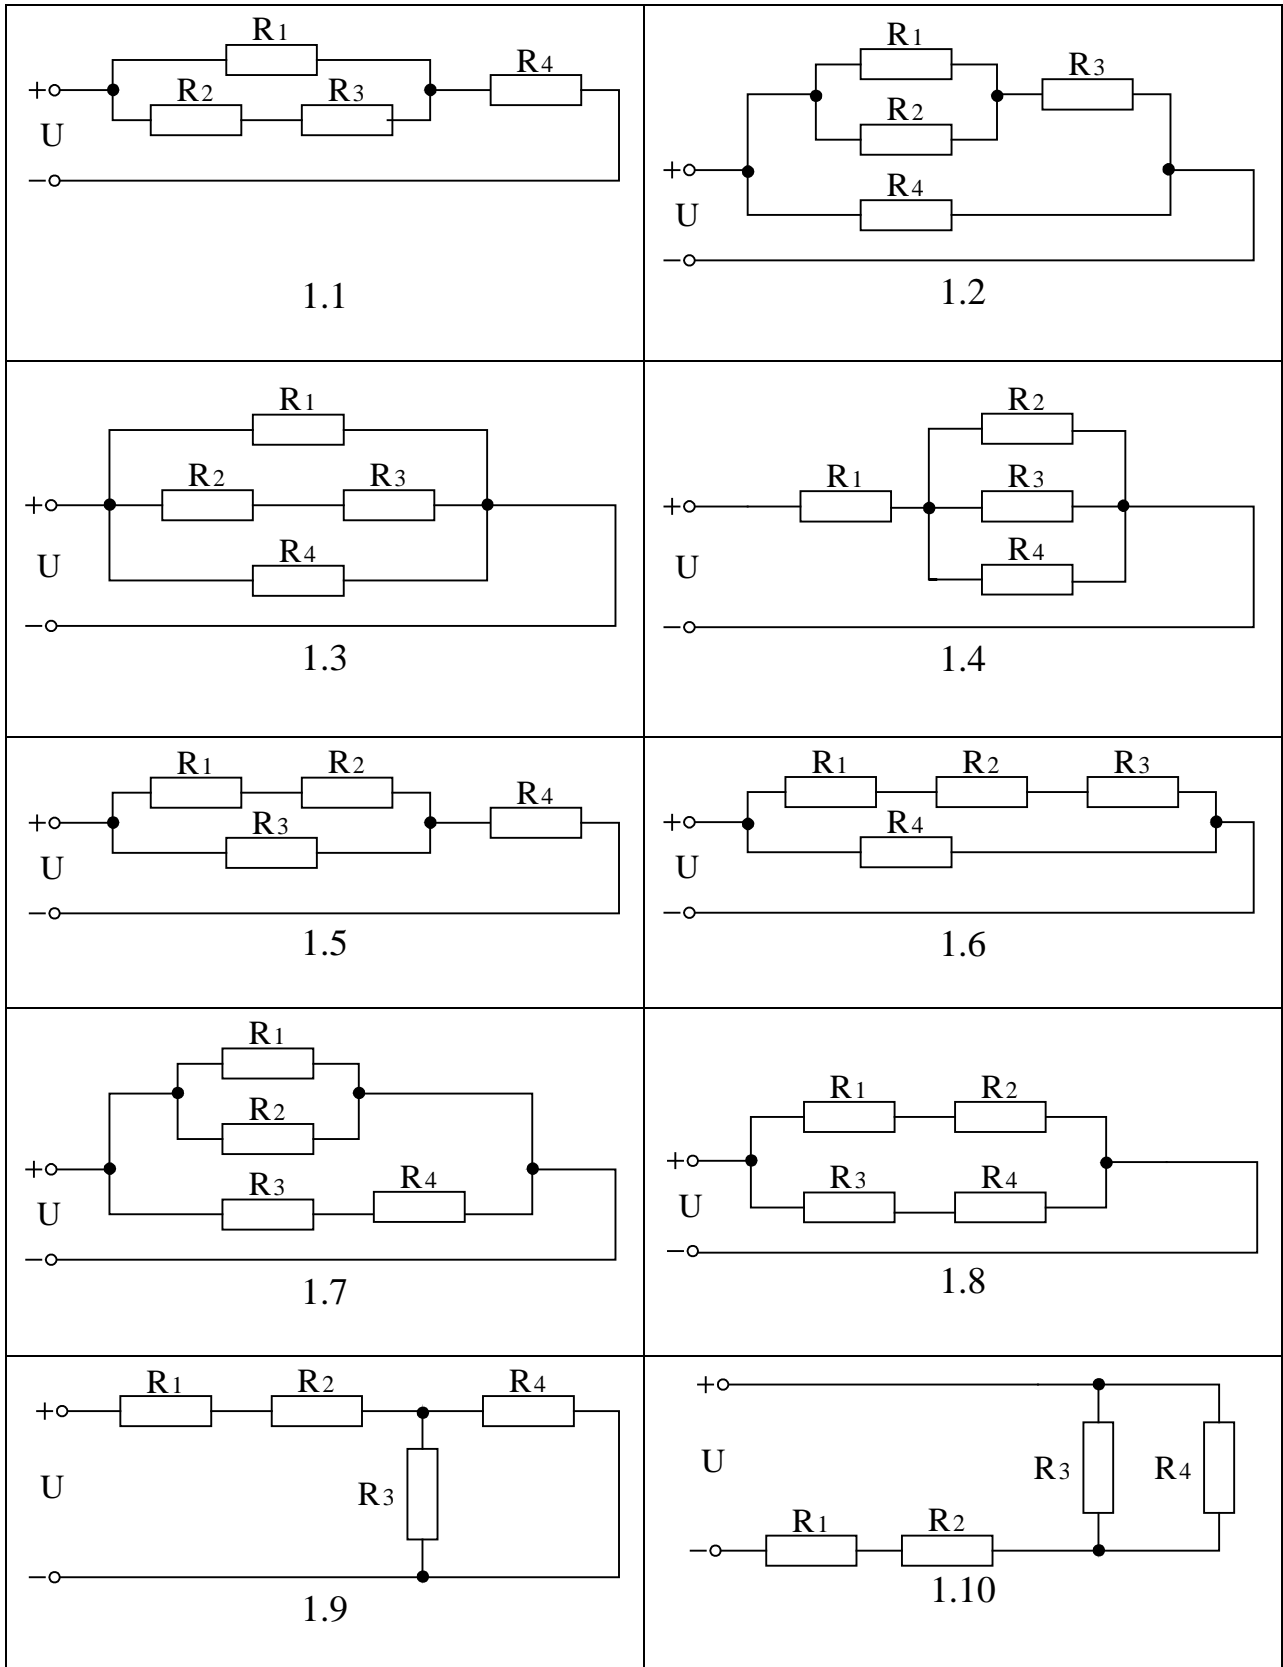 R1
R4
+
R2 R3
U
−
1.1
R1
R3
R2
+
R4
U
−
1.2
R1
R2 R3
+
R4
U
−
1.3
R2
R1 R3
+
R4
U
−
1.4
R1 R2
R4
+ R3
U
−
1.5
R1 R2 R3
+ R4
U
−
1.6
R1
R2
+
R3 R4
U
−
1.7
R1 R2
+
R3 R4
U
−
1.8
R1 R2 R4
+
U
R3
−
1.9
+
U R3 R4
R1 R2
−
1.10